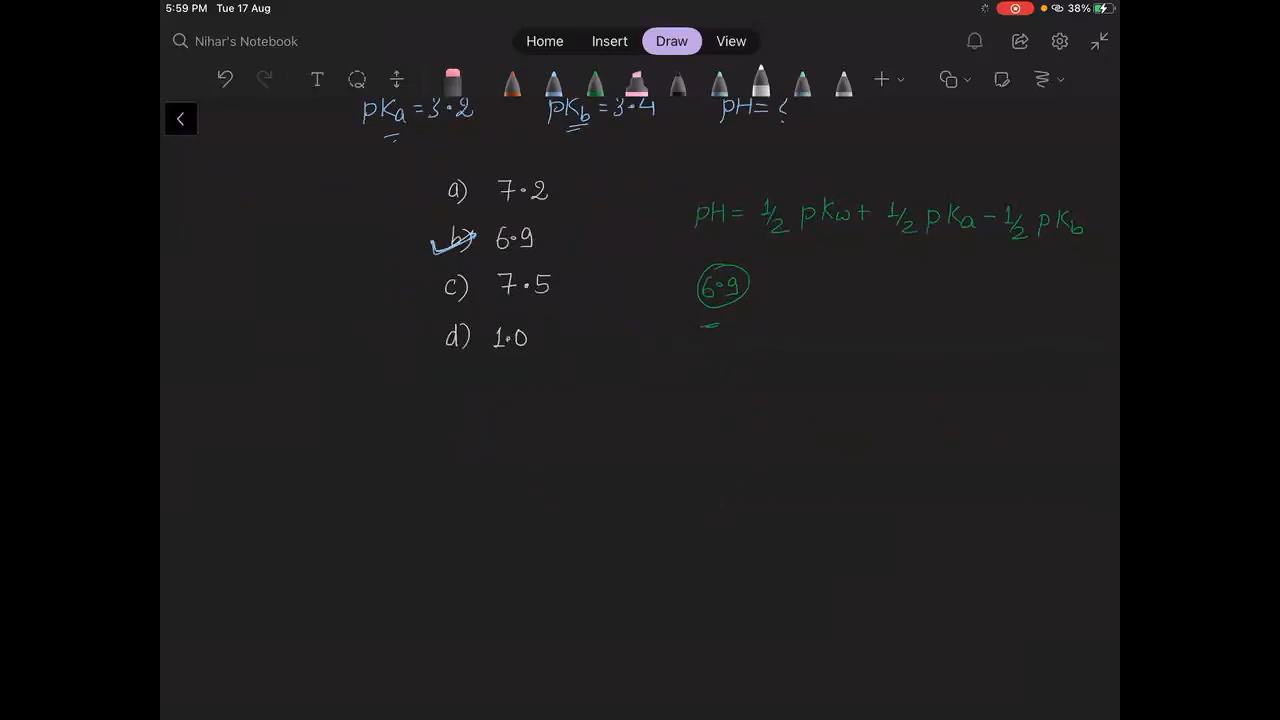 5:59 PM Tue 17 Aug
38%
Nihar's Notebook
Home Insert Draw View
pKa = 3.2 pKb = 3.4 pH = ?
a) 7.2
pH = 1/2 pKw + 1/2 pKa - 1/2 pKb
b) 6.9
c) 7.5
6.9
d) 1.0